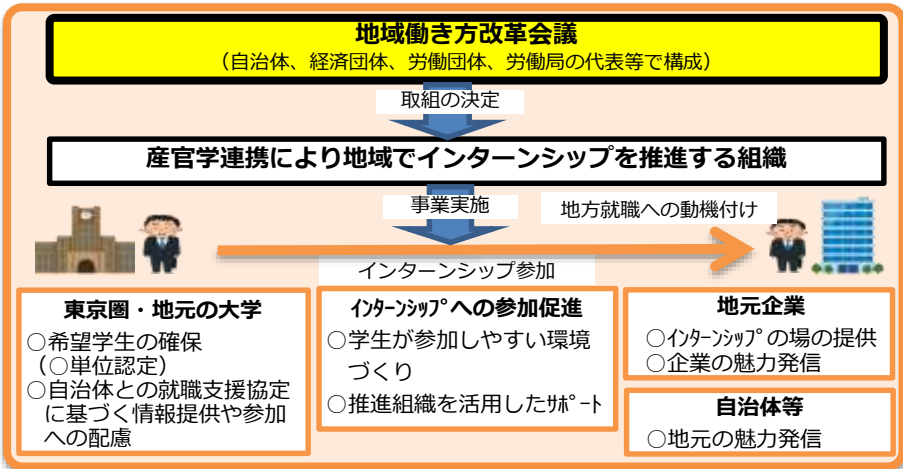 地域働き方改革会議
（自治体、経済団体、労働団体、労働局の代表等で構成）
取組の決定
産官学連携により地域でインターンシップを推進する組織
事業実施
地方就職への動機付け
インターンシップ参加
東京圏・地元の大学
○希望学生の確保
（○単位認定）
○自治体との就職支援協定
に基づく情報提供や参加
への配慮
ｲﾝﾀｰﾝｼｯﾌﾟへの参加促進
○学生が参加しやすい環境
づくり
○推進組織を活用したｻﾎﾟｰﾄ
地元企業
○ｲﾝﾀｰﾝｼｯﾌﾟの場の提供
○企業の魅力発信
自治体等
○地元の魅力発信